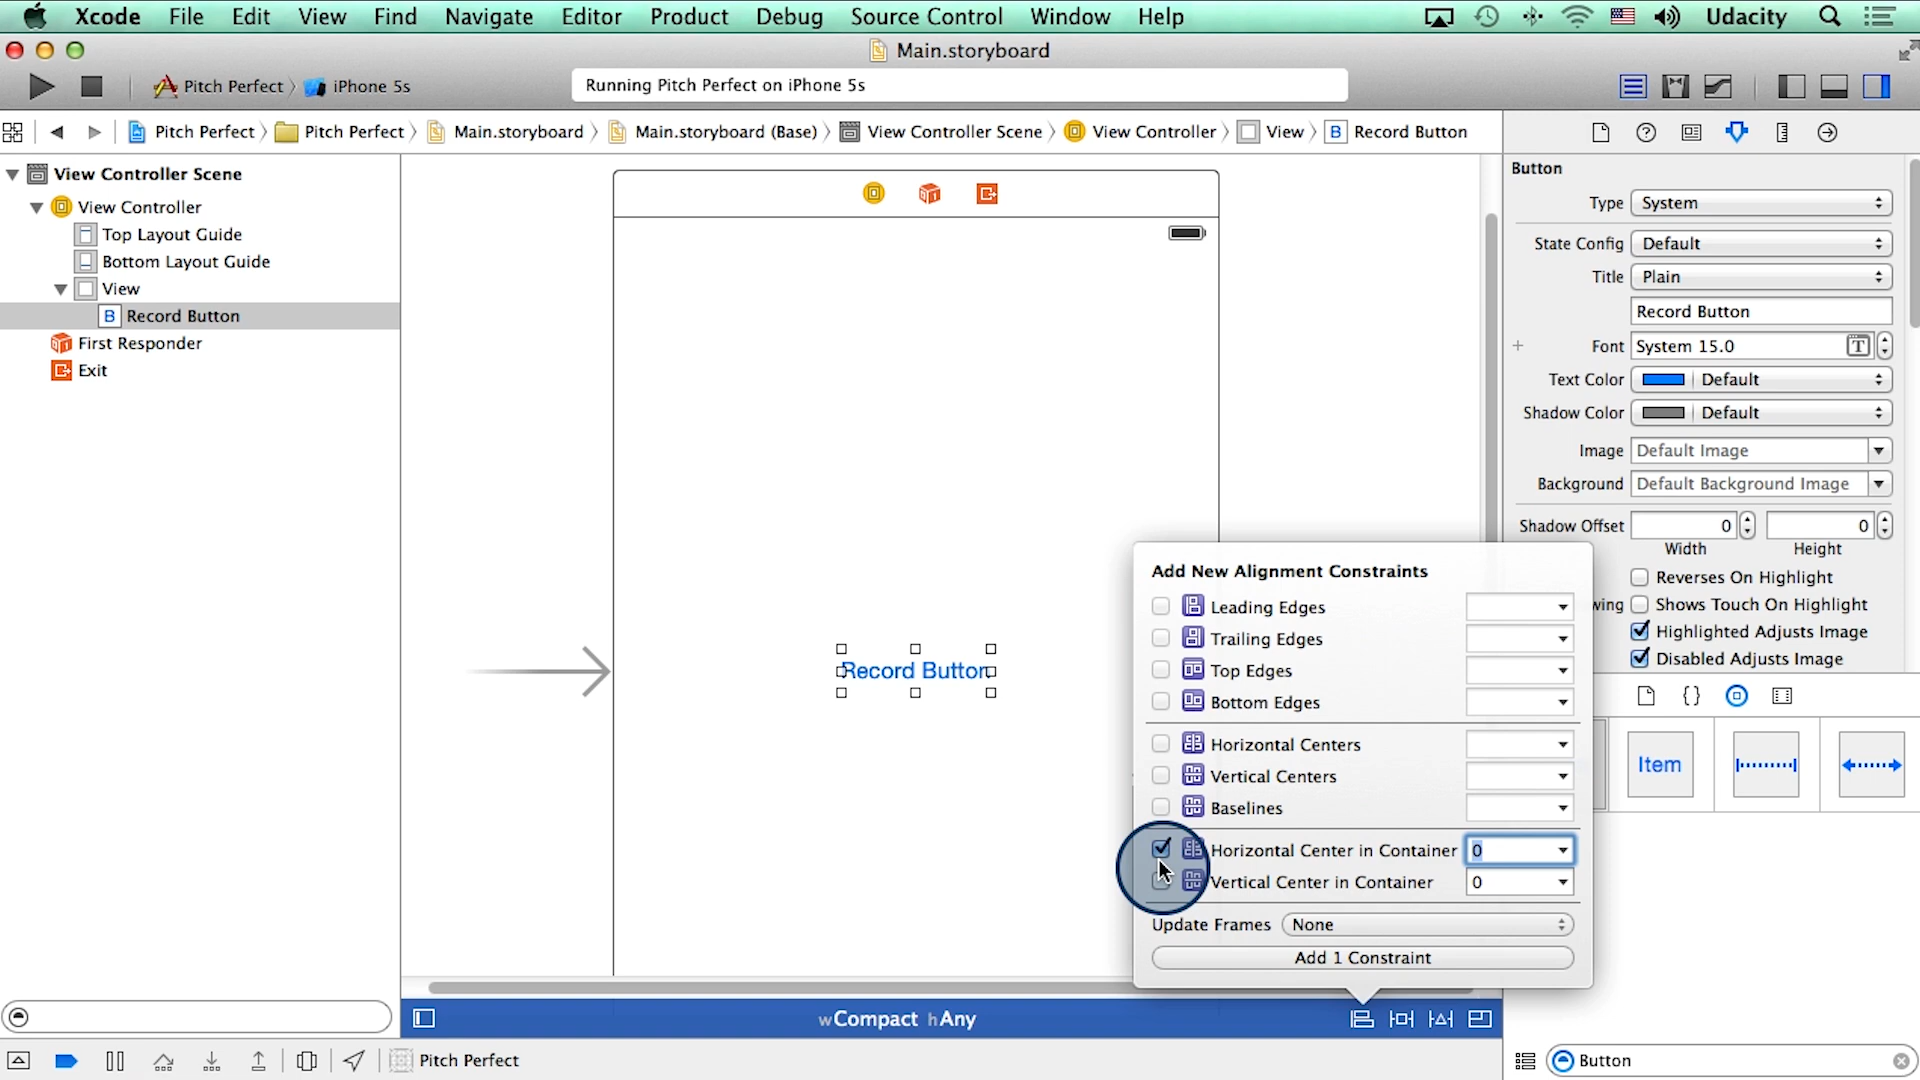 Xcode File Edit View Find Navigate Editor Product Debug Source Control Window Help Udacity
Main.storyboard
Pitch Perfect iPhone 5s
Running Pitch Perfect on iPhone 5s
Pitch Perfect Pitch Perfect Main.storyboard Main.storyboard (Base) View Controller Scene View Controller View B Record Button
View Controller Scene
View Controller
Top Layout Guide
Bottom Layout Guide
View
B Record Button
First Responder
Exit
Record Button
Button
Type System
State Config Default
Title Plain
Record Button
Font System 15.0 T
Text Color Default
Shadow Color Default
Image Default Image
Background Default Background Image
Shadow Offset 0 0
Width Height
Reverses On Highlight
wing Shows Touch On Highlight
Highlighted Adjusts Image
Disabled Adjusts Image
Item
Add New Alignment Constraints
Leading Edges
Trailing Edges
Top Edges
Bottom Edges
Horizontal Centers
Vertical Centers
Baselines
Horizontal Center in Container 0
Vertical Center in Container 0
Update Frames None
Add 1 Constraint
wCompact hAny
Pitch Perfect
Button